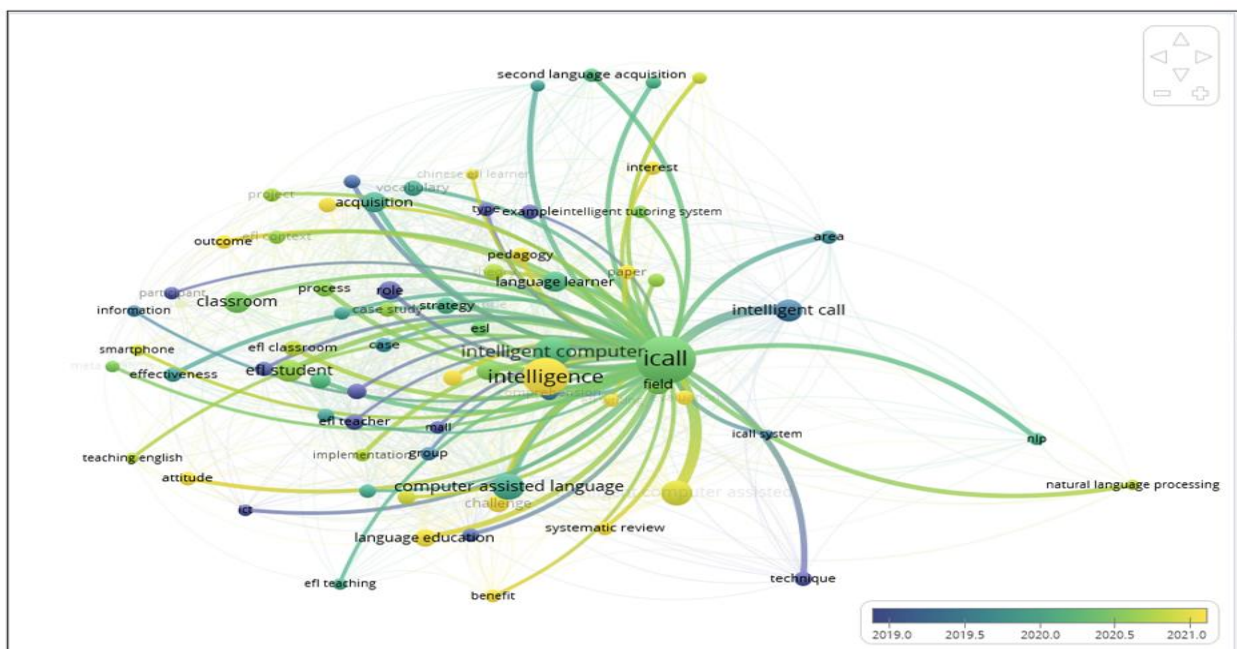 second language acquisition
interest
chinese efl learner
project
vocabulary
acquisition
type
example
intelligent tutoring system
efl context
outcome
area
pedagogy
paper
language learner
process
role
participant
classroom
information
case study
strategy
intelligent call
esl
case
smartphone
efl classroom
intelligent computer
icall
meta
effectiveness
efl student
intelligence
field
comprehension
efl teacher
mall
icall system
nlp
group
implementation
teaching english
attitude
computer assisted language
computer assisted
natural language processing
challenge
ict
language education
systematic review
efl teaching
technique
benefit
2019.0 2019.5 2020.0 2020.5 2021.0